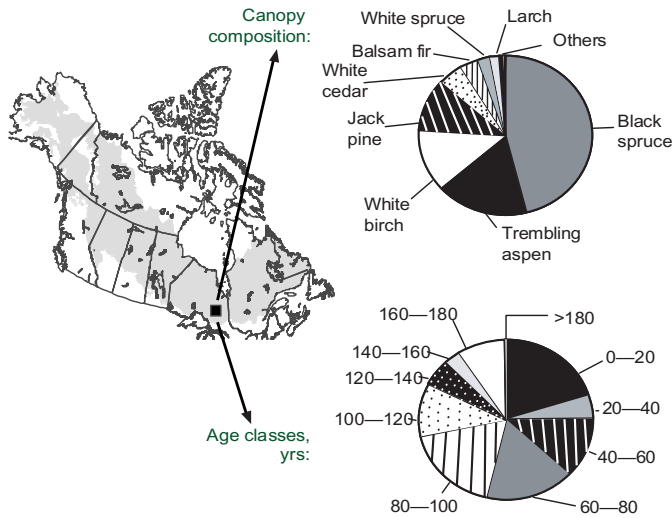 Canopy
composition:
White spruce
Larch
Others
Balsam fir
White
cedar
Jack
pine
Black
spruce
White
birch
Trembling
aspen
Age classes,
yrs:
160—180
>180
140—160
0—20
120—140
20—40
100—120
40—60
80—100
60—80